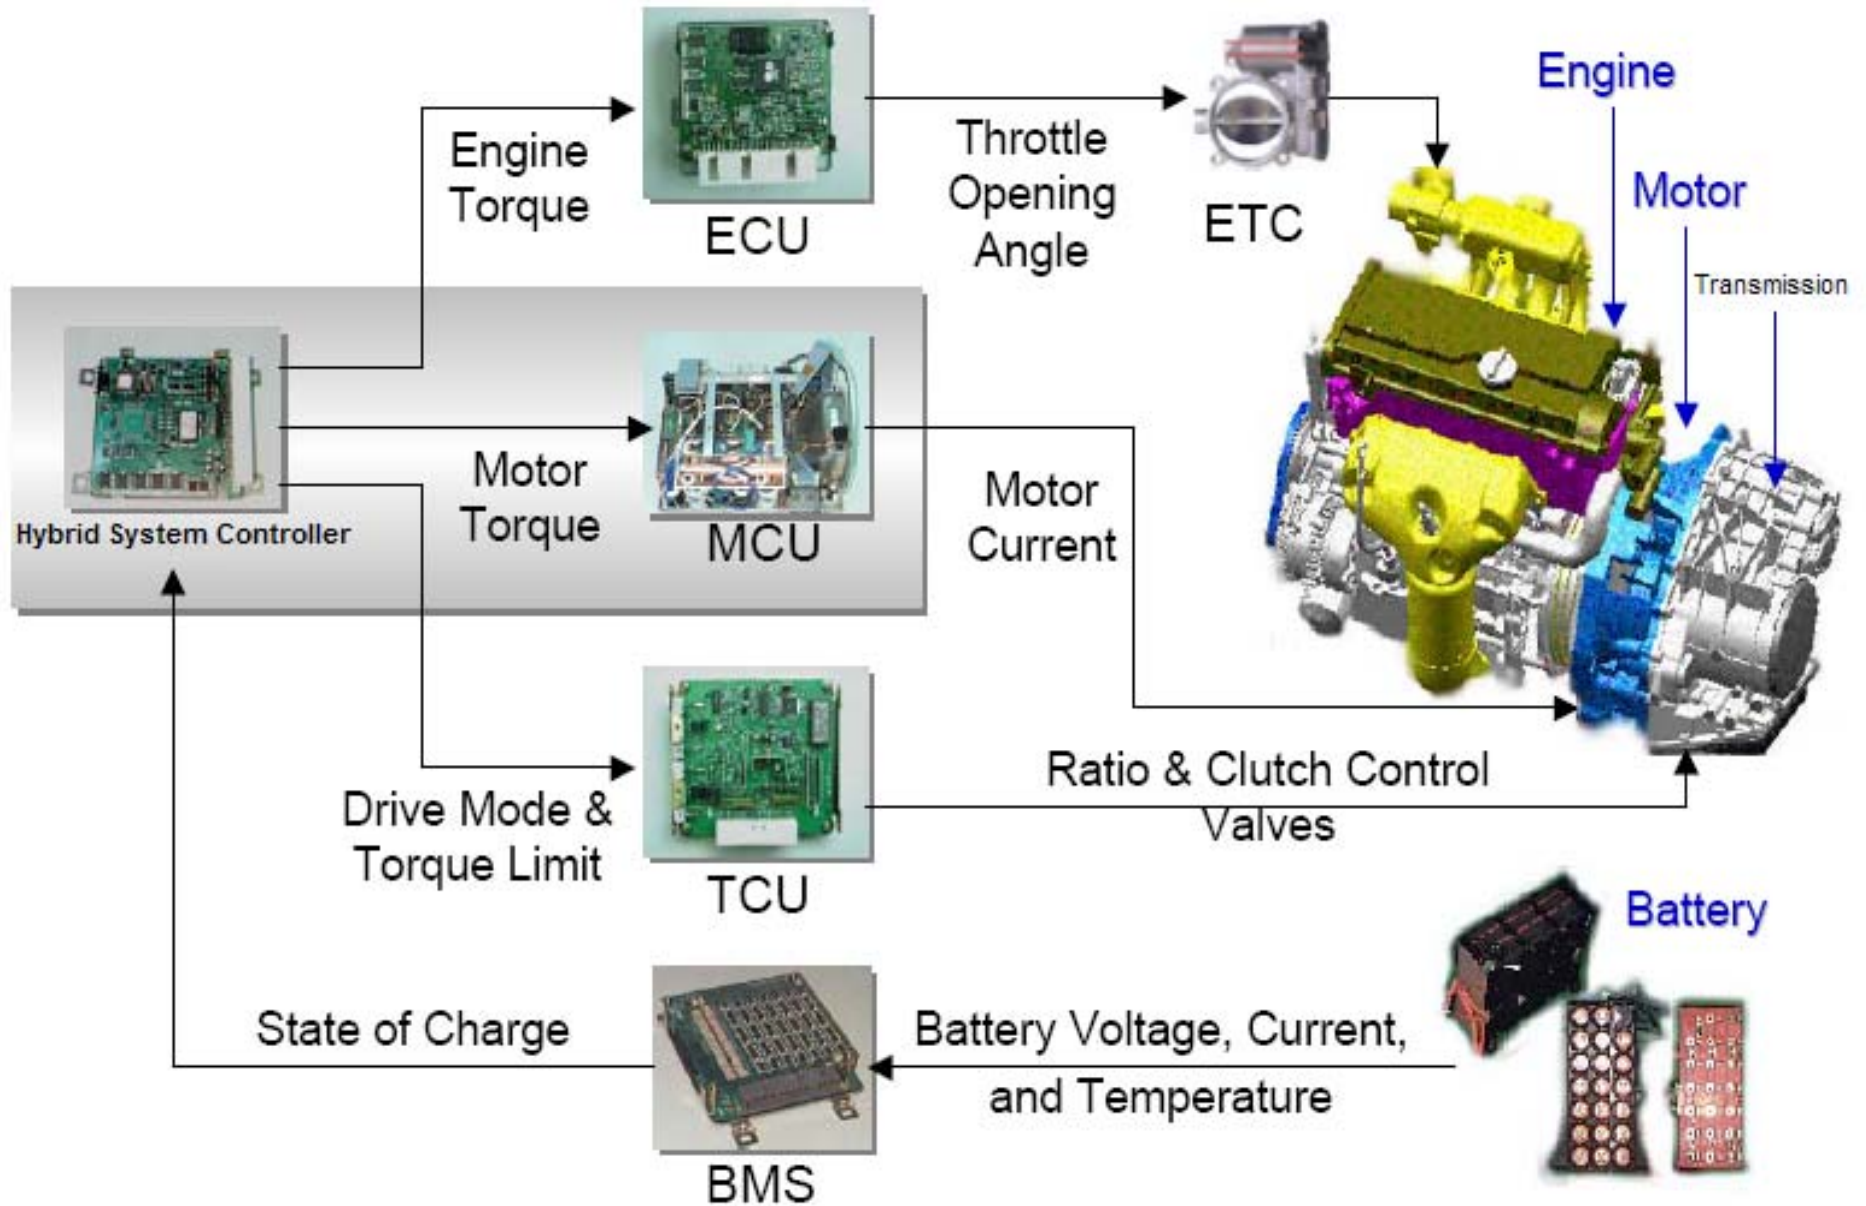 Engine
Torque
ECU
Throttle
Opening
Angle
ETC
Engine
Motor
Transmission
Hybrid System Controller
Motor
Torque
MCU
Motor
Current
Drive Mode &
Torque Limit
TCU
Ratio & Clutch Control
Valves
Battery
State of Charge
BMS
Battery Voltage, Current,
and Temperature